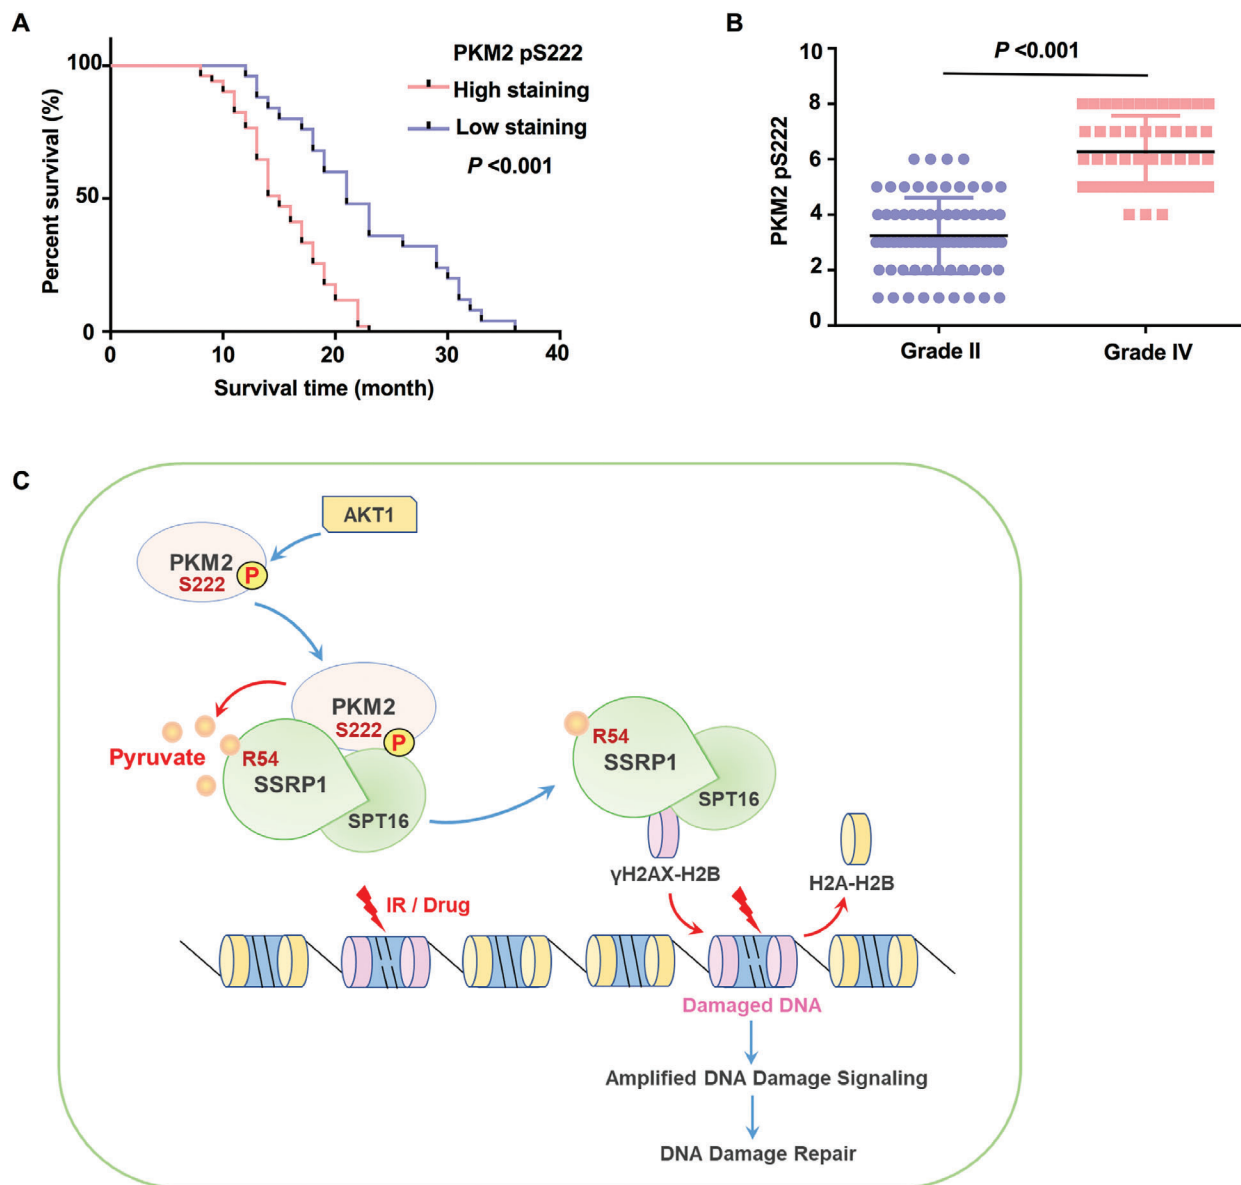 A
PKM2 pS222
High staining
Low staining
P <0.001
Percent survival (%)
100
50
0
0
10
20
30
40
Survival time (month)
B
P <0.001
PKM2 pS222
10
8
6
4
2
0
Grade II
Grade IV
C
AKT1
PKM2
S222
P
PKM2
S222
P
Pyruvate
R54
SSRP1
SPT16
R54
SSRP1
SPT16
γH2AX-H2B
H2A-H2B
IR / Drug
Damaged DNA
Amplified DNA Damage Signaling
DNA Damage Repair